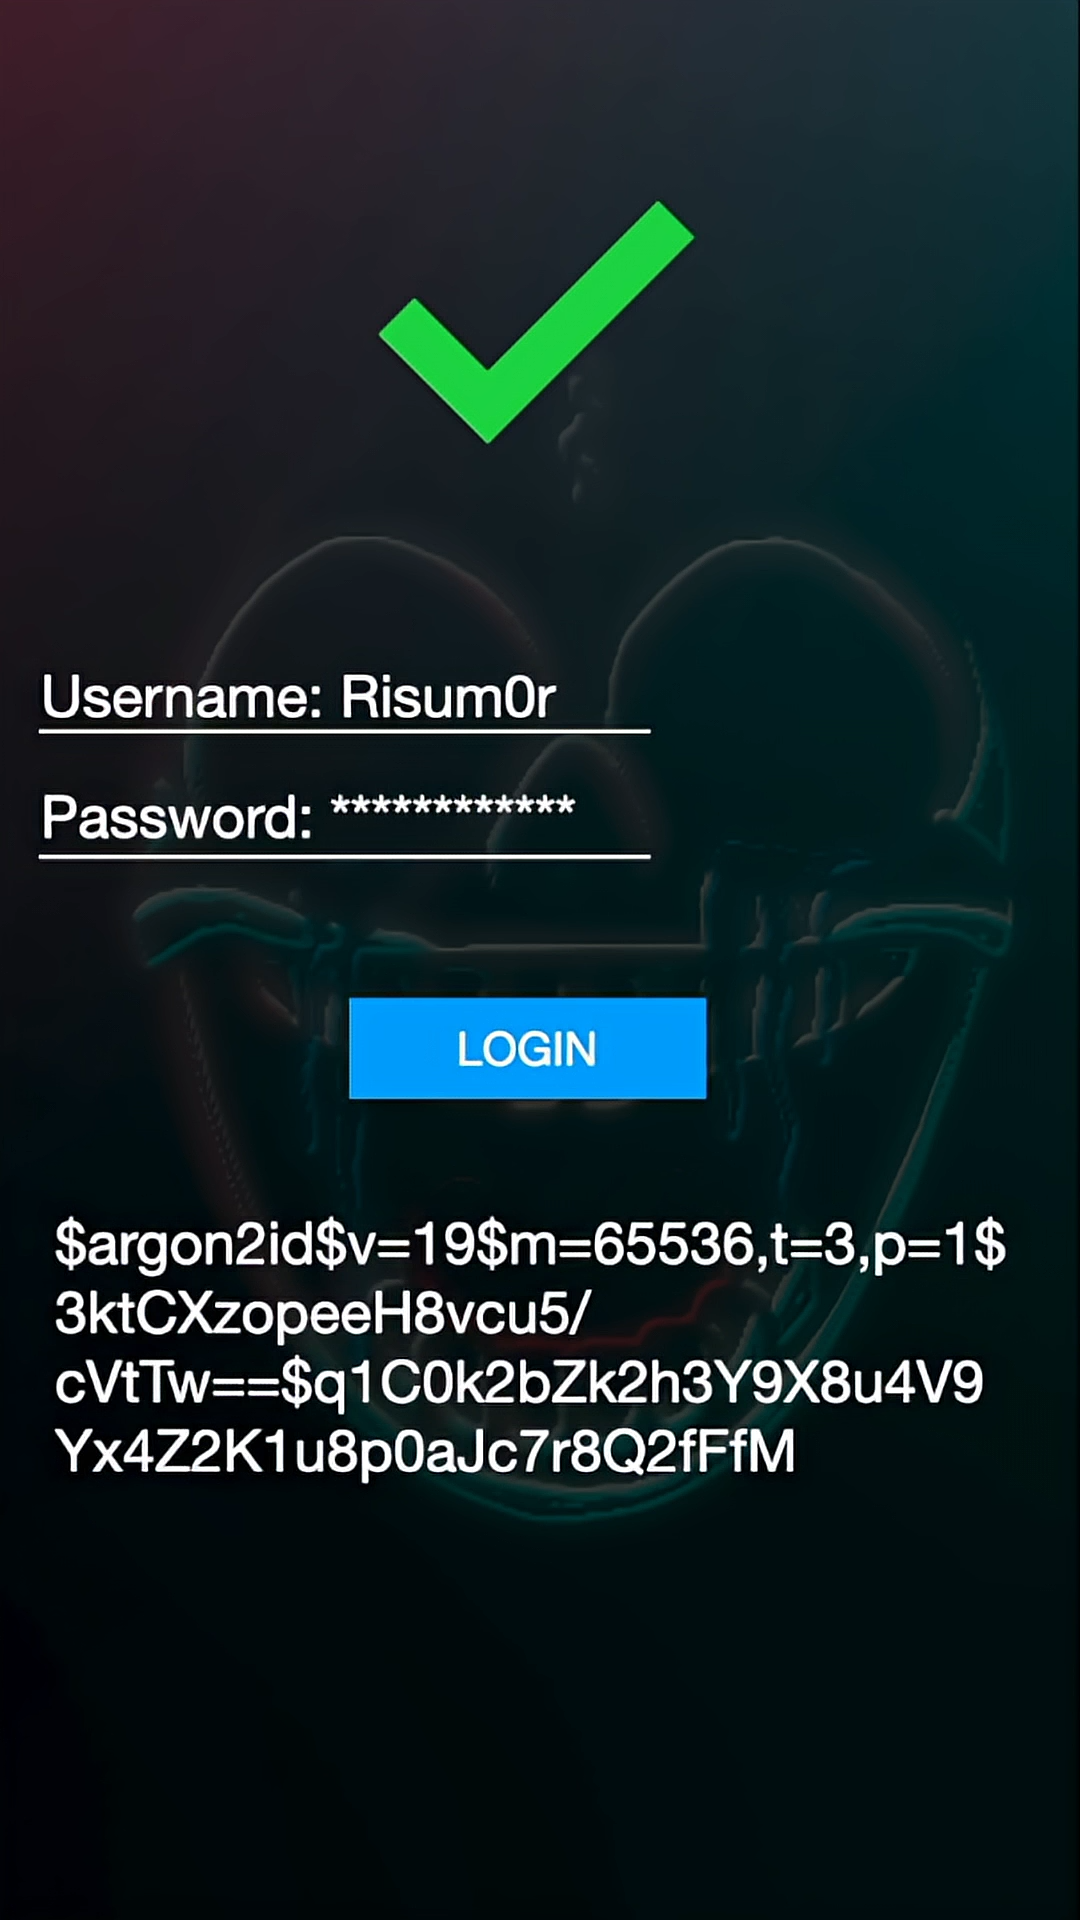 Username: Risum0r
Password: ************
LOGIN
$argon2id$v=19$m=65536,t=3,p=1$
3ktCXzopeeH8vcu5/
cVtTw==$q1C0k2bZk2h3Y9X8u4V9
Yx4Z2K1u8p0aJc7r8Q2fFfM